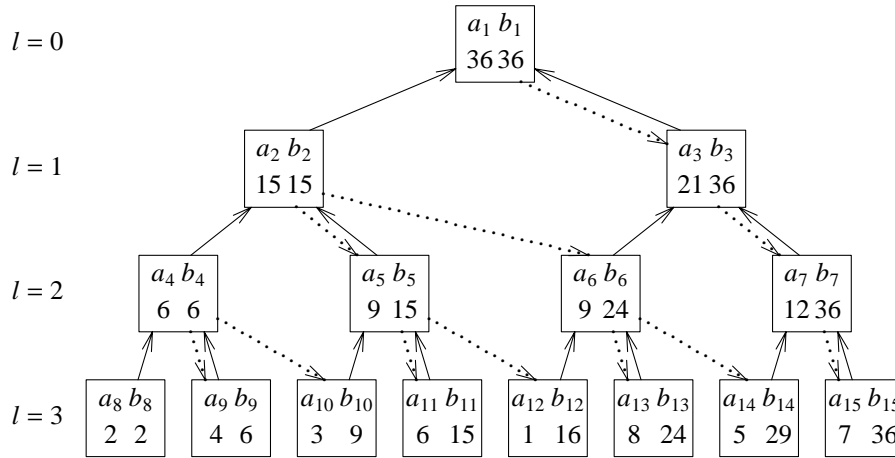 l = 0
a₁ b₁
36 36
l = 1
a₂ b₂
15 15
a₃ b₃
21 36
l = 2
a₄ b₄
6 6
a₅ b₅
9 15
a₆ b₆
9 24
a₇ b₇
12 36
l = 3
a₈ b₈
2 2
a₉ b₉
4 6
a₁₀ b₁₀
3 9
a₁₁ b₁₁
6 15
a₁₂ b₁₂
1 16
a₁₃ b₁₃
8 24
a₁₄ b₁₄
5 29
a₁₅ b₁₅
7 36